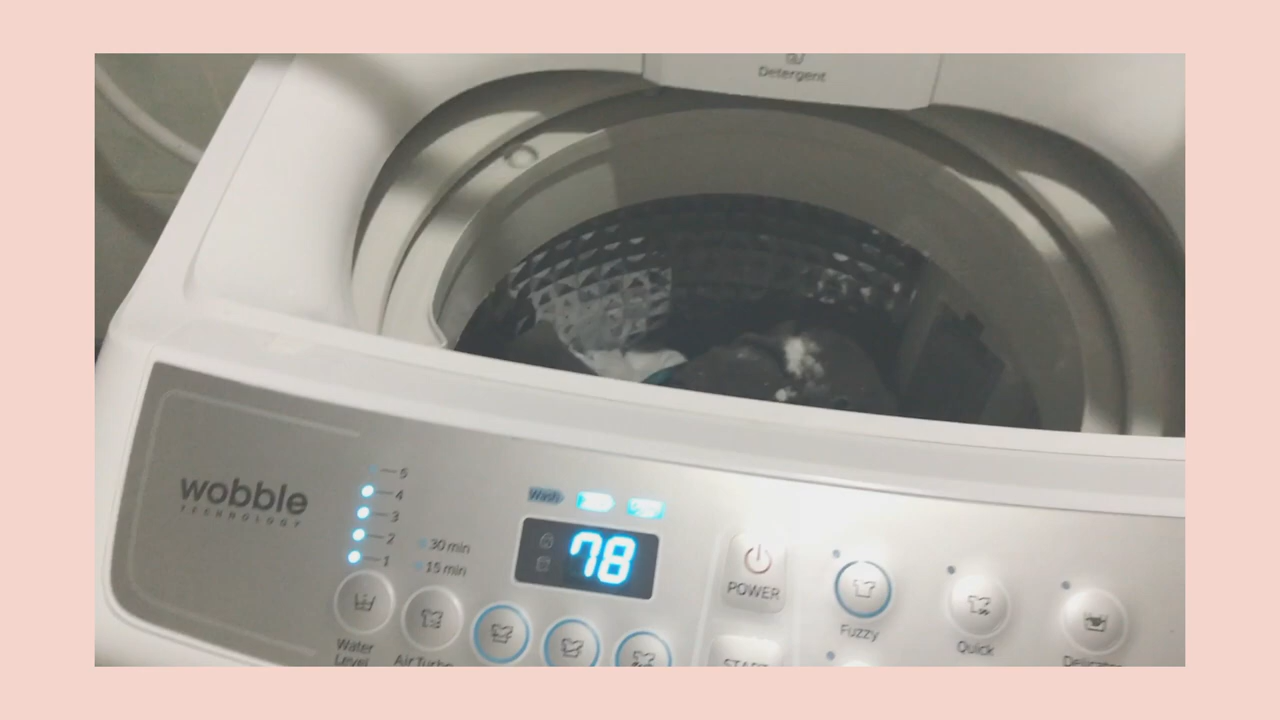 Detergent
wobble
TECHNOLOGY
5
4
3
2
1
30 min
15 min
Wash
78
POWER
Fuzzy
Quick
Water
Level